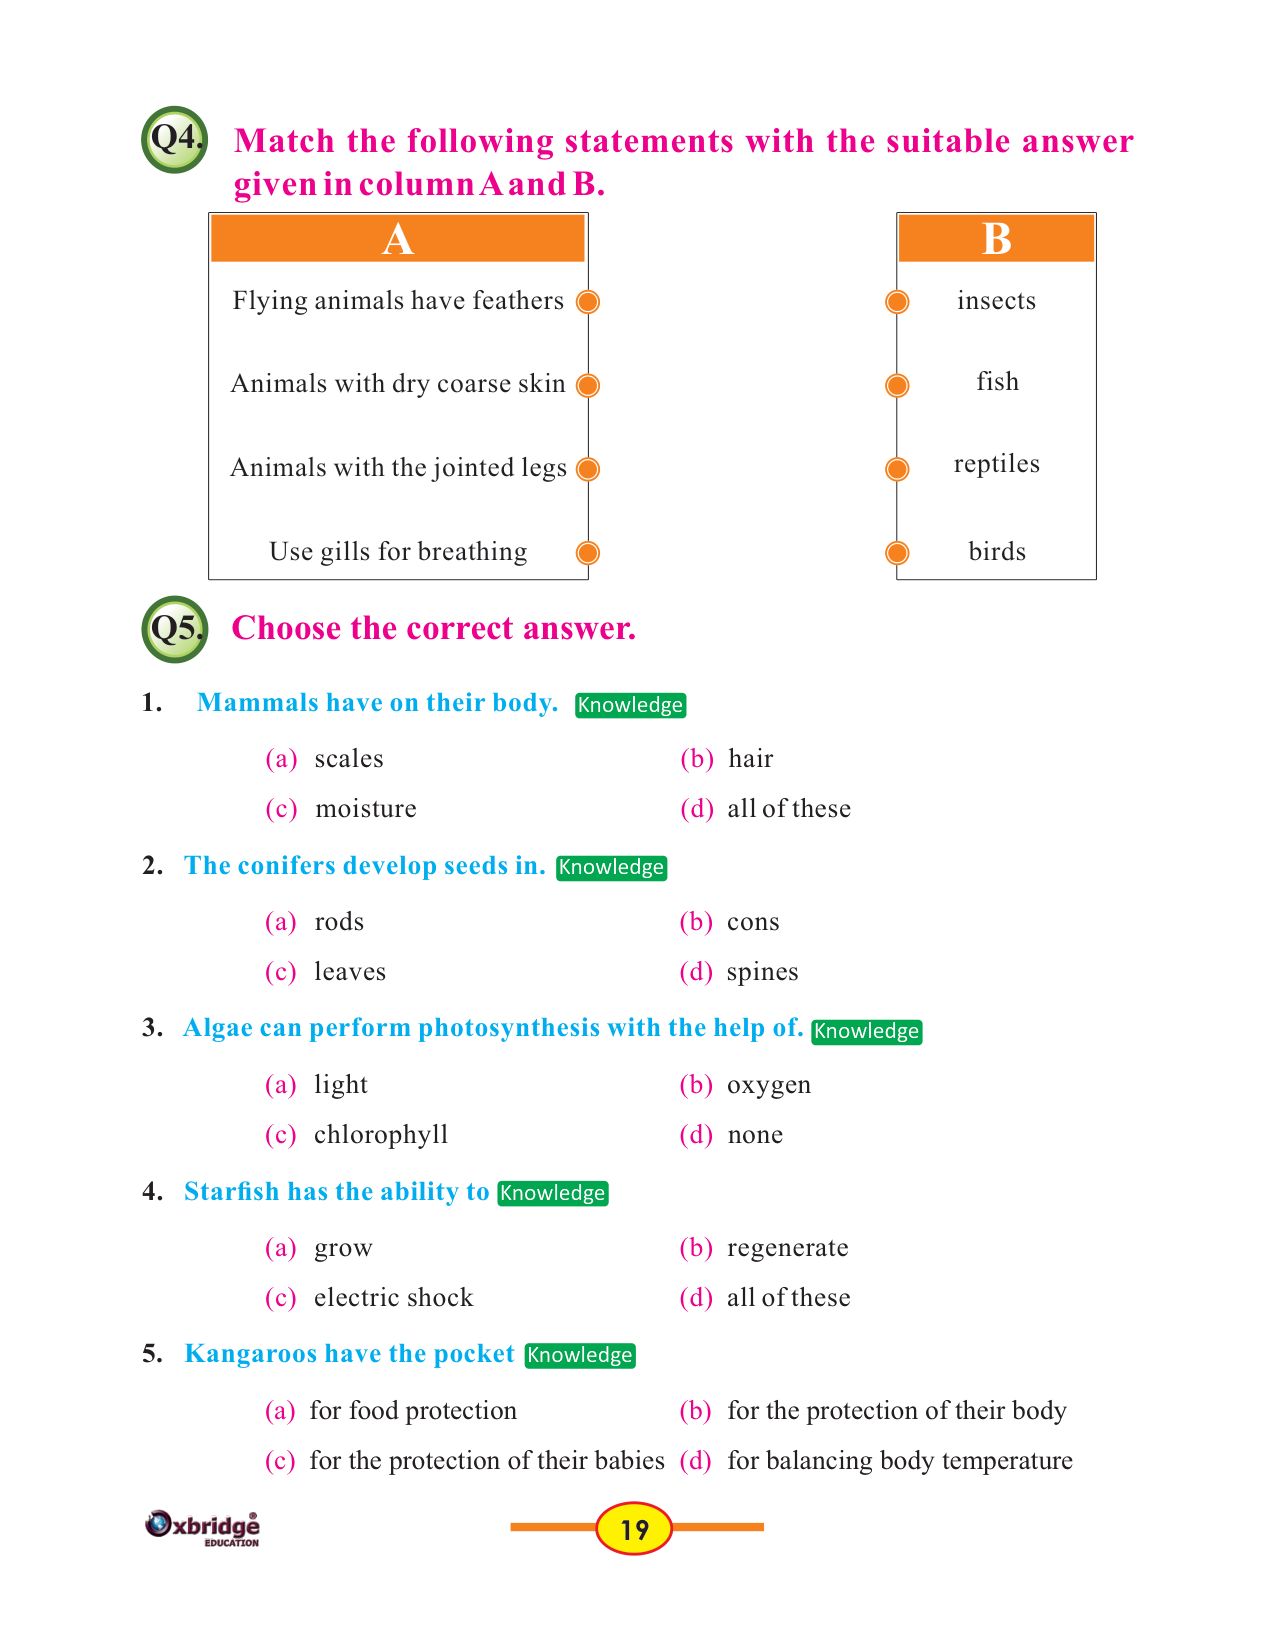 Q4. Match the following statements with the suitable answer
given in column A and B.
A B
Flying animals have feathers insects
Animals with dry coarse skin fish
Animals with the jointed legs reptiles
Use gills for breathing birds
Q5. Choose the correct answer.
1. Mammals have on their body. Knowledge
(a) scales (b) hair
(c) moisture (d) all of these
2. The conifers develop seeds in. Knowledge
(a) rods (b) cons
(c) leaves (d) spines
3. Algae can perform photosynthesis with the help of. Knowledge
(a) light (b) oxygen
(c) chlorophyll (d) none
4. Starfish has the ability to Knowledge
(a) grow (b) regenerate
(c) electric shock (d) all of these
5. Kangaroos have the pocket Knowledge
(a) for food protection (b) for the protection of their body
(c) for the protection of their babies (d) for balancing body temperature
Oxbridge®
EDUCATION
19